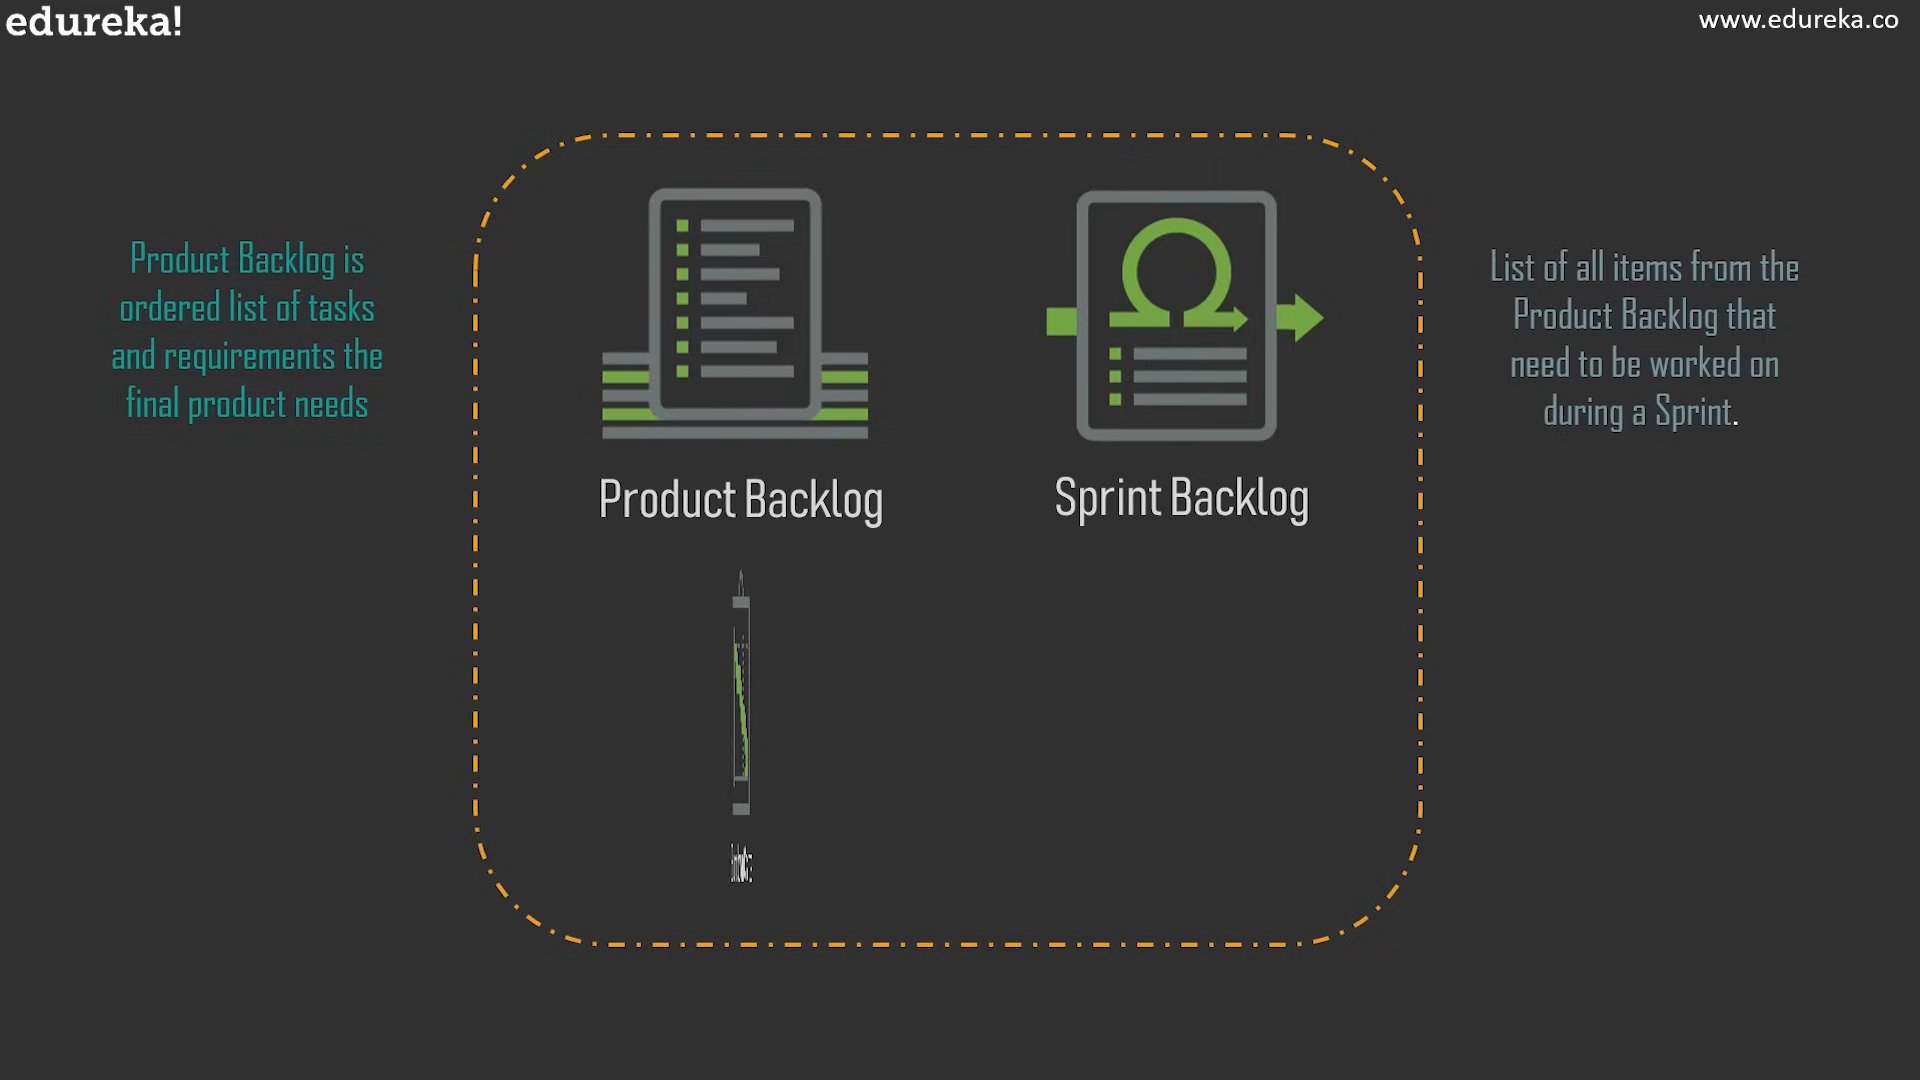 edureka!
www.edureka.co
Product Backlog is
ordered list of tasks
and requirements the
final product needs
List of all items from the
Product Backlog that
need to be worked on
during a Sprint.
Product Backlog
Sprint Backlog